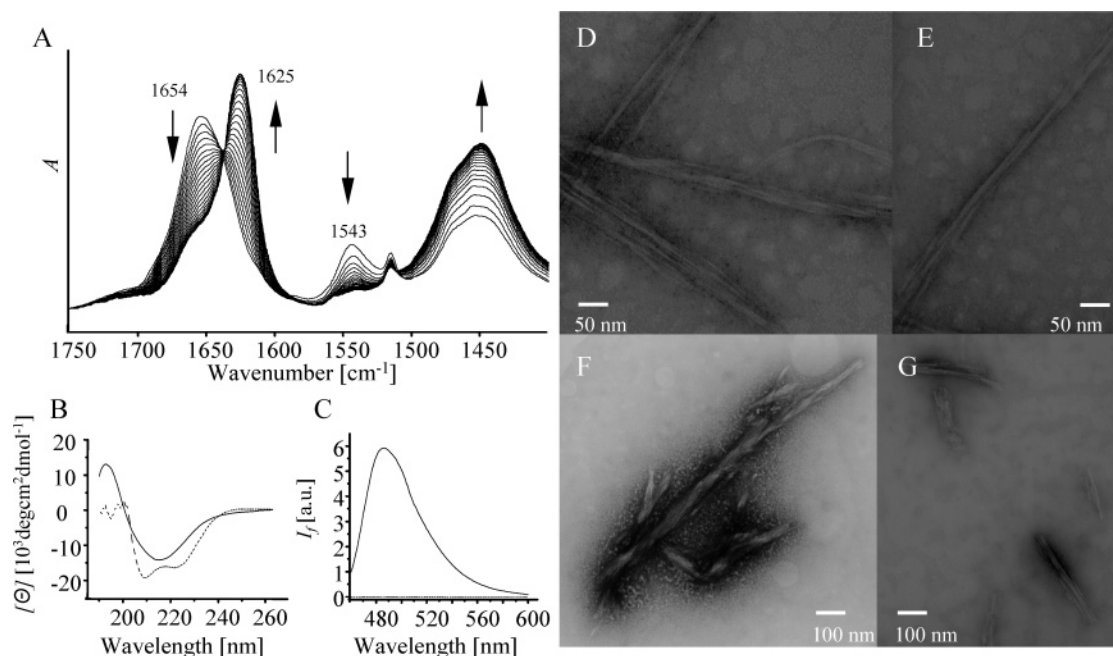 A
1654
1625
1543
A
1750 1700 1650 1600 1550 1500 1450
Wavenumber [cm-1]
B
20
10
0
-10
-20
[Θ] [10³degcm²dmol-1]
200 220 240 260
Wavelength [nm]
C
6
5
4
3
2
1
0
If [a.u.]
480 520 560 600
Wavelength [nm]
D
50 nm
E
50 nm
F
100 nm
G
100 nm